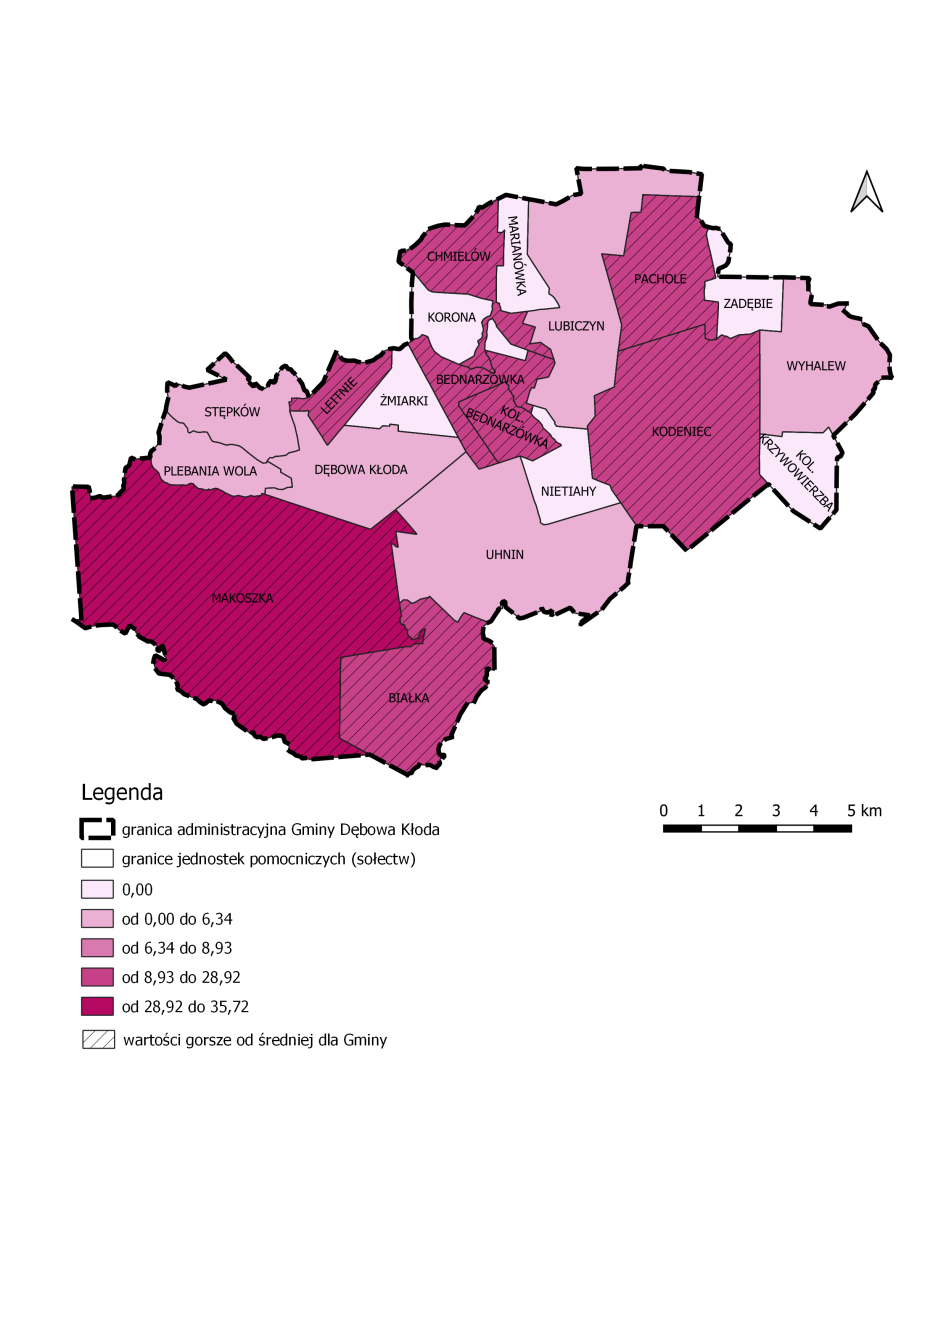 MARIANÓWKA
CHMIELÓW
PACHOLE
ZADĘBIE
KORONA
LUBICZYN
WYHALEW
BEDNARZÓWKA
LEITNIE
ŻMIARKI
STĘPKÓW
KOL.
BEDNARZÓWKA
KODENIEC
KOL.
KRZYWOWIERZBA
PLEBANIA WOLA
DĘBOWA KŁODA
NIETIAHY
UHNIN
MAKOSZKA
BIAŁKA
Legenda
granica administracyjna Gminy Dębowa Kłoda
granice jednostek pomocniczych (sołectw)
0,00
od 0,00 do 6,34
od 6,34 do 8,93
od 8,93 do 28,92
od 28,92 do 35,72
wartości gorsze od średniej dla Gminy
0 1 2 3 4 5 km